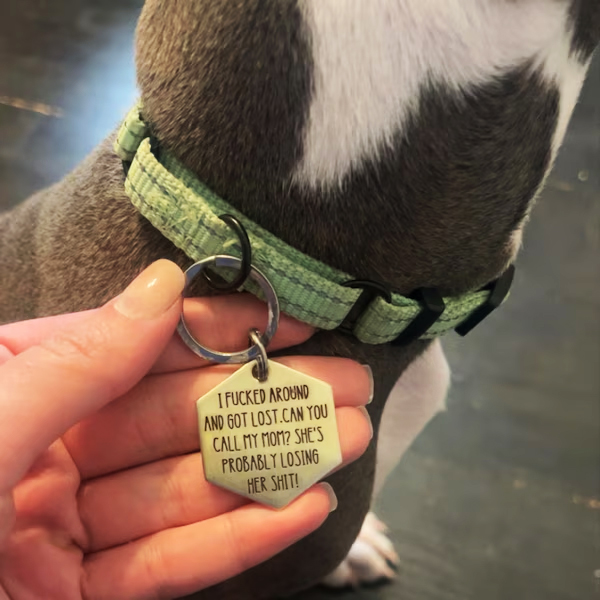 I FUCKED AROUND
AND GOT LOST.CAN YOU
CALL MY MOM? SHE'S
PROBABLY LOSING
HER SHIT!